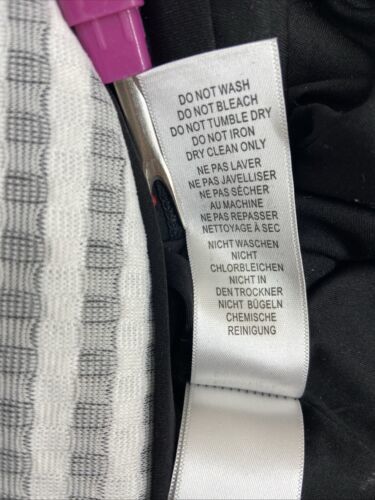 DO NOT WASH
DO NOT BLEACH
DO NOT TUMBLE DRY
DO NOT IRON
DRY CLEAN ONLY
NE PAS LAVER
NE PAS JAVELLISER
NE PAS SÉCHER
AU MACHINE
NE PAS REPASSER
NETTOYAGE À SEC
NICHT WASCHEN
NICHT
CHLORBLEICHEN
NICHT IN
DEN TROCKNER
NICHT BÜGELN
CHEMISCHE
REINIGUNG